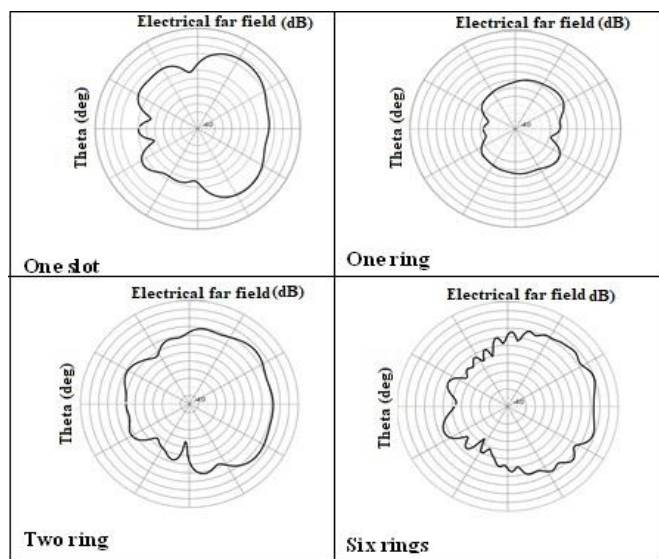 Electrical far field (dB)
Theta (deg)
-40
One slot
Electrical far field (dB)
Theta (deg)
-40
One ring
Electrical far field (dB)
Theta (deg)
-40
Two ring
Electrical far field dB)
Theta (deg)
-40
Six rings